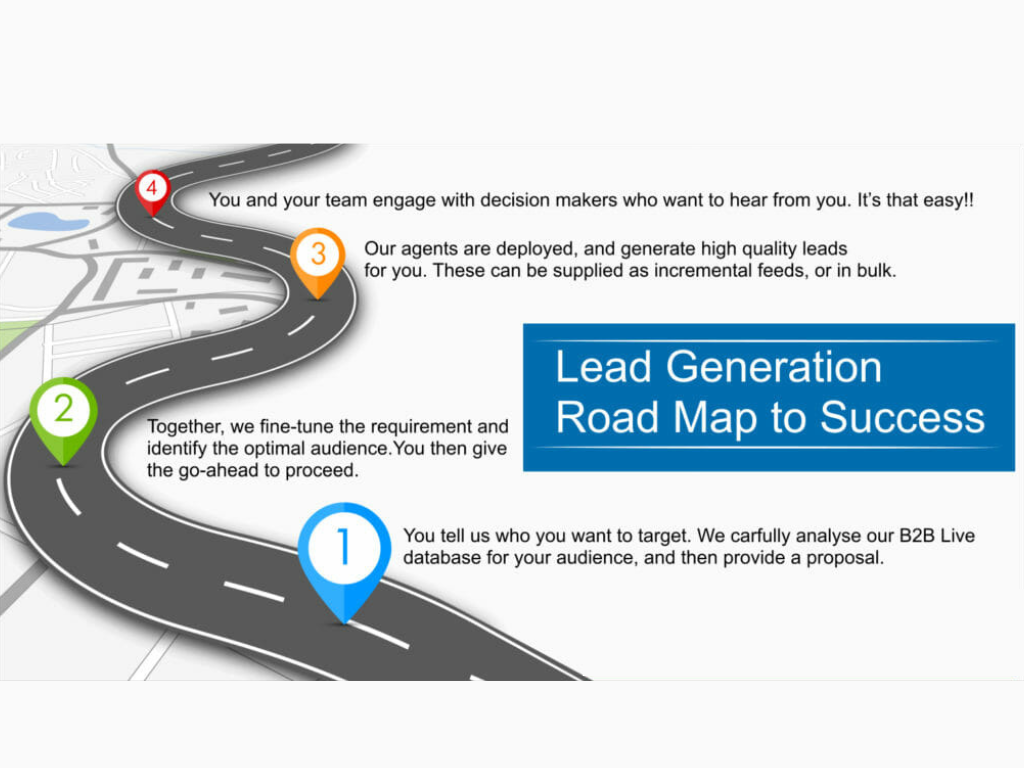 4
You and your team engage with decision makers who want to hear from you. It's that easy!!
3
Our agents are deployed, and generate high quality leads
for you. These can be supplied as incremental feeds, or in bulk.
Lead Generation
Road Map to Success
2
Together, we fine-tune the requirement and
identify the optimal audience.You then give
the go-ahead to proceed.
1
You tell us who you want to target. We carfully analyse our B2B Live
database for your audience, and then provide a proposal.